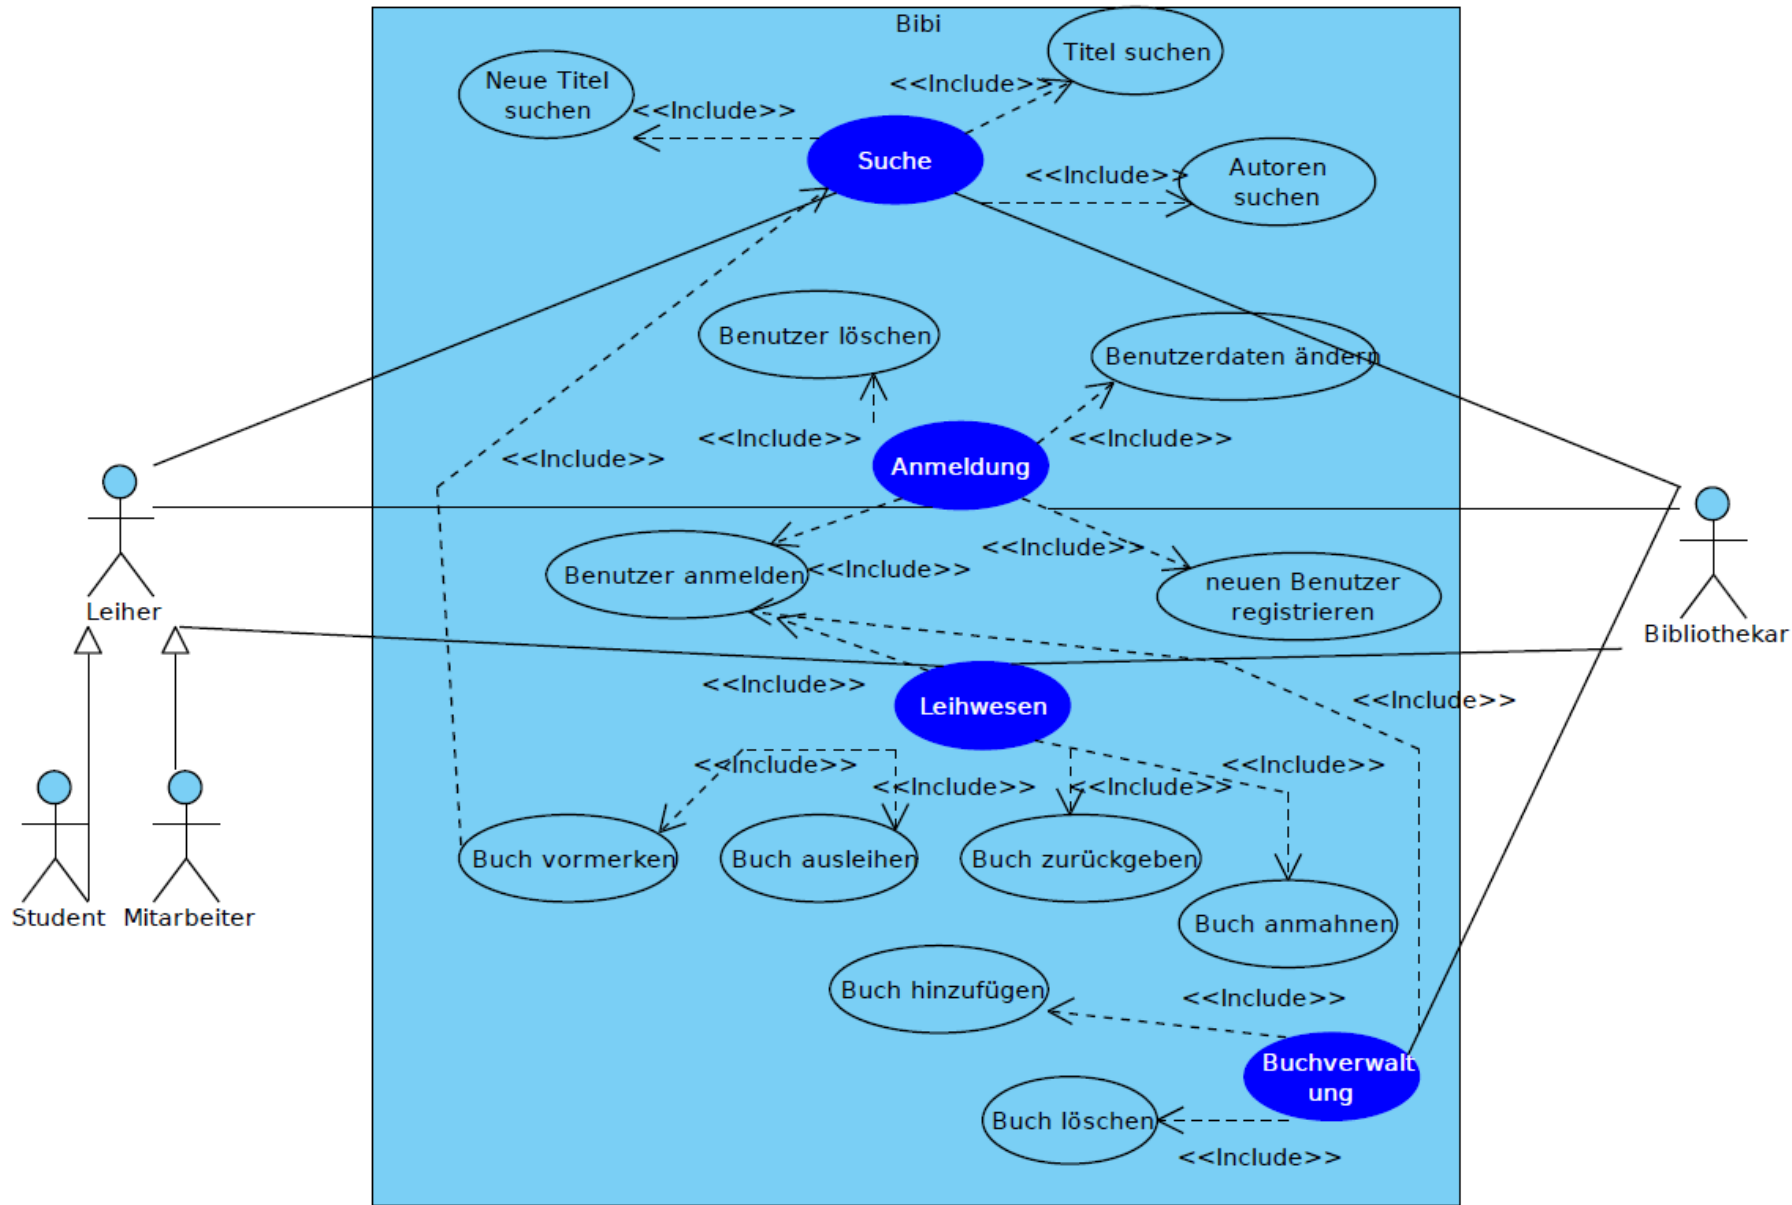 Bibi
Titel suchen
Neue Titel
suchen
<<Include>>
<<Include>>
Suche
<<Include>>
Autoren
suchen
Benutzer löschen
Benutzerdaten ändern
<<Include>>
<<Include>>
<<Include>>
Anmeldung
<<Include>>
Benutzer anmelden
<<Include>>
neuen Benutzer
registrieren
Leiher
Bibliothekar
<<Include>>
Leihwesen
<<Include>>
<<Include>>
<<Include>>
<<Include>>
<<Include>>
Buch vormerken
Buch ausleihen
Buch zurückgeben
Student
Mitarbeiter
Buch anmahnen
Buch hinzufügen
<<Include>>
Buchverwalt
ung
Buch löschen
<<Include>>